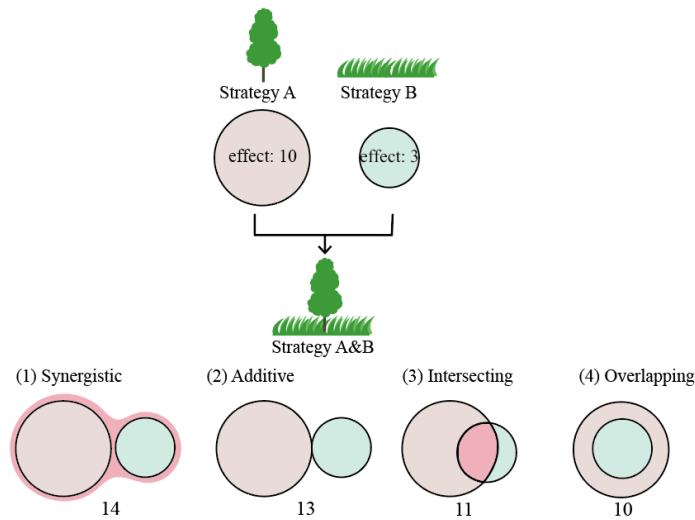 Strategy A
Strategy B
effect: 10
effect: 3
Strategy A&B
(1) Synergistic
(2) Additive
(3) Intersecting
(4) Overlapping
14
13
11
10